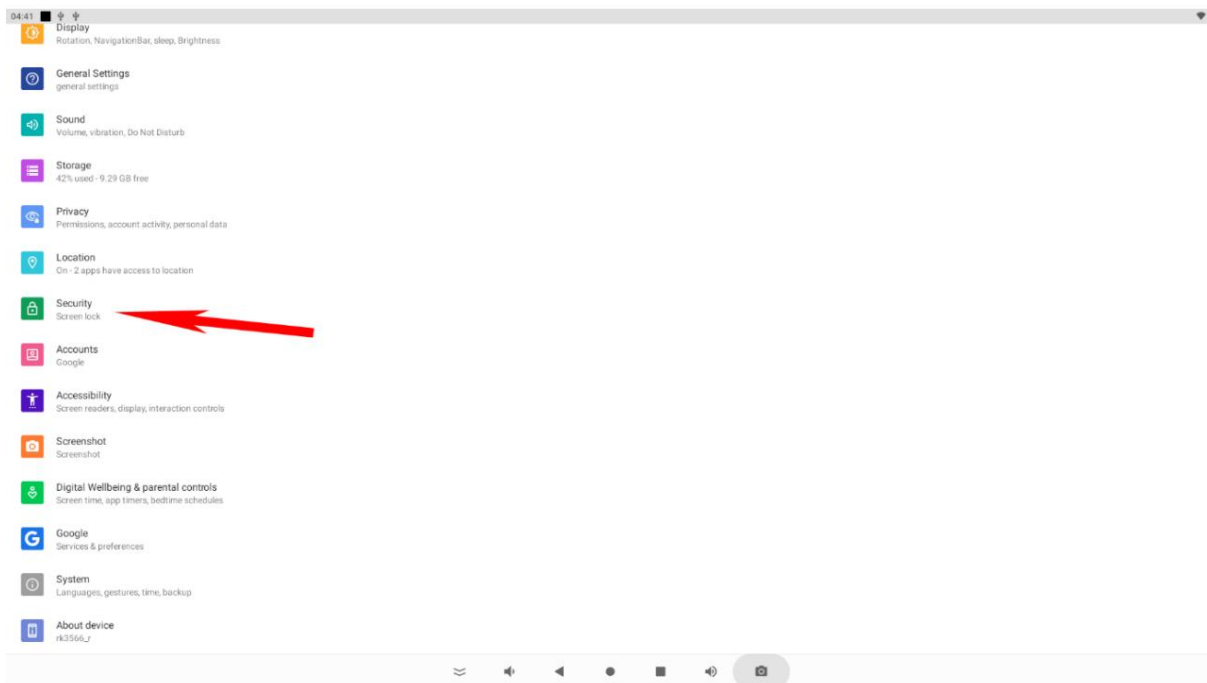 04:41
Display
Rotation, NavigationBar, sleep, Brightness
General Settings
general settings
Sound
Volume, vibration, Do Not Disturb
Storage
42% used - 9.29 GB free
Privacy
Permissions, account activity, personal data
Location
On - 2 apps have access to location
Security
Screen lock
Accounts
Google
Accessibility
Screen readers, display, interaction controls
Screenshot
Screenshot
Digital Wellbeing & parental controls
Screen time, app timers, bedtime schedules
Google
Services & preferences
System
Languages, gestures, time, backup
About device
rk3566_r